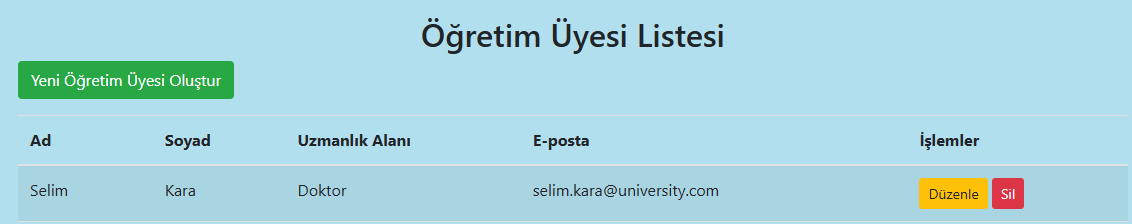 Öğretim Üyesi Listesi
Yeni Öğretim Üyesi Oluştur
Ad Soyad Uzmanlık Alanı E-posta İşlemler
Selim Kara Doktor selim.kara@university.com Düzenle Sil